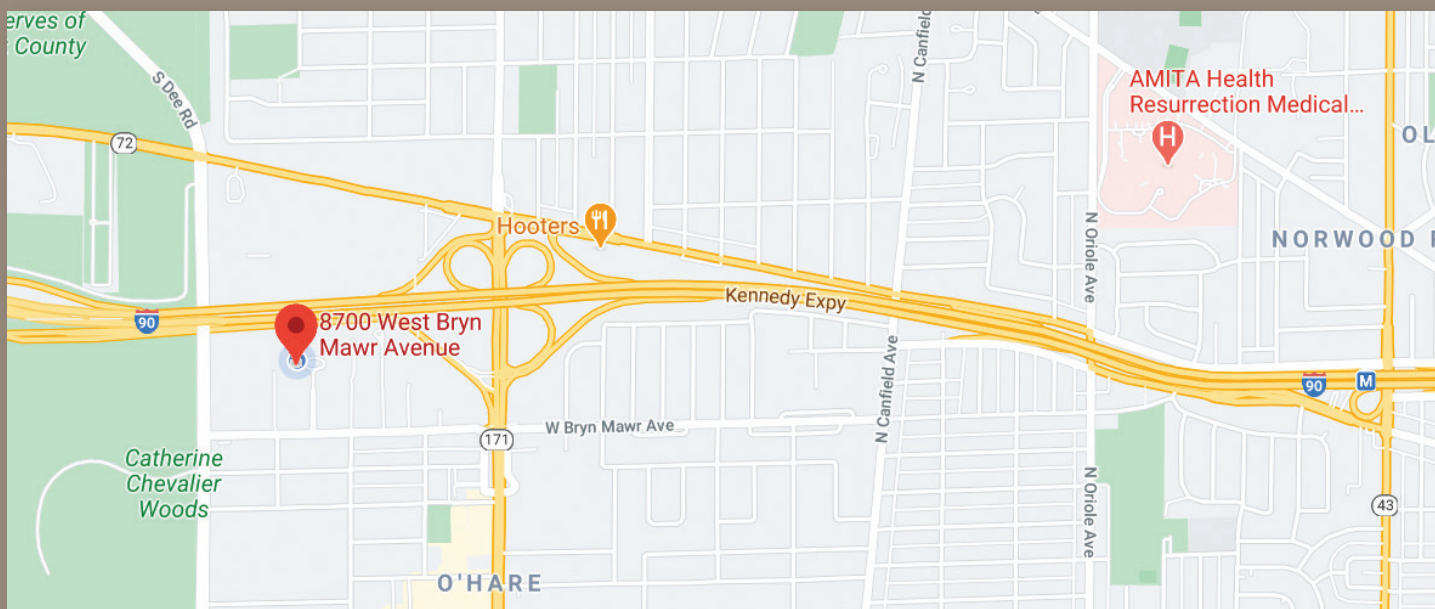 erves of
County
S Dee Rd
72
N Canfield
AMITA Health
Resurrection Medical...
H
OL
Hooters
N Oriole Ave
NORWOOD
90
8700 West Bryn
Mawr Avenue
Kennedy Expy
N Canfield Ave
90
M
171
W Bryn Mawr Ave
Catherine
Chevalier
Woods
N Oriole Ave
43
O'HARE